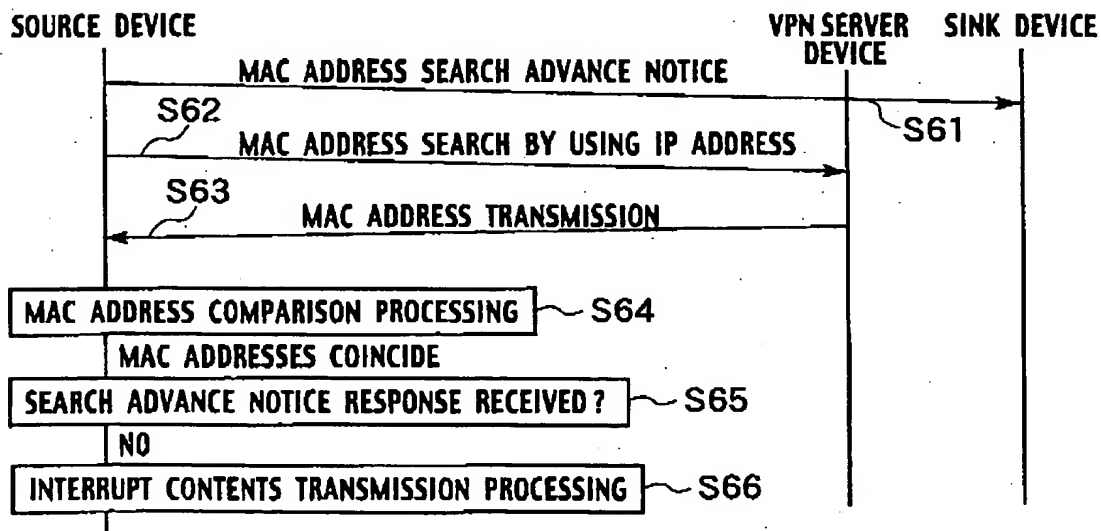 SOURCE DEVICE
VPN SERVER
DEVICE
SINK DEVICE
MAC ADDRESS SEARCH ADVANCE NOTICE
S61
S62
MAC ADDRESS SEARCH BY USING IP ADDRESS
S63
MAC ADDRESS TRANSMISSION
MAC ADDRESS COMPARISON PROCESSING
S64
MAC ADDRESSES COINCIDE
SEARCH ADVANCE NOTICE RESPONSE RECEIVED ?
S65
NO
INTERRUPT CONTENTS TRANSMISSION PROCESSING
S66